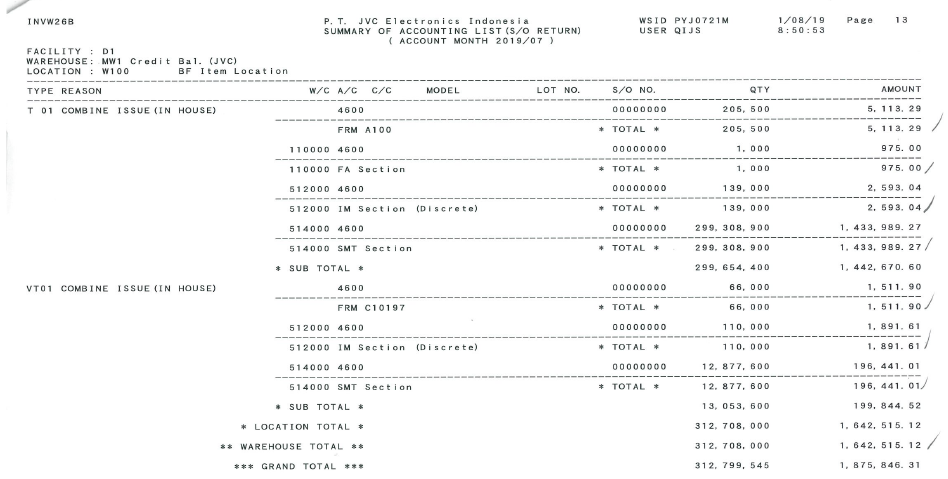 INVW26B P.T. JVC Electronics Indonesia WSID PYJ0721M 1/08/19 Page 13
SUMMARY OF ACCOUNTING LIST(S/O RETURN) USER QIJS 8:50:53
( ACCOUNT MONTH 2019/07 )
FACILITY : D1
WAREHOUSE: MW1 Credit Bal. (JVC)
LOCATION : W100 BF Item Location
TYPE REASON W/C A/C C/C MODEL LOT NO. S/O NO. QTY AMOUNT
T 01 COMBINE ISSUE(IN HOUSE) 4600 00000000 205,500 5,113.29
FRM A100 * TOTAL * 205,500 5,113.29
110000 4600 00000000 1,000 975.00
110000 FA Section * TOTAL * 1,000 975.00
512000 4600 00000000 139,000 2,593.04
512000 IM Section (Discrete) * TOTAL * 139,000 2,593.04
514000 4600 00000000 299,308,900 1,433,989.27
514000 SMT Section * TOTAL * 299,308,900 1,433,989.27
* SUB TOTAL * 299,654,400 1,442,670.60
VT01 COMBINE ISSUE(IN HOUSE) 4600 00000000 66,000 1,511.90
FRM C10197 * TOTAL * 66,000 1,511.90
512000 4600 00000000 110,000 1,891.61
512000 IM Section (Discrete) * TOTAL * 110,000 1,891.61
514000 4600 00000000 12,877,600 196,441.01
514000 SMT Section * TOTAL * 12,877,600 196,441.01
* SUB TOTAL * 13,053,600 199,844.52
* LOCATION TOTAL * 312,708,000 1,642,515.12
** WAREHOUSE TOTAL ** 312,708,000 1,642,515.12
*** GRAND TOTAL *** 312,799,545 1,875,846.31